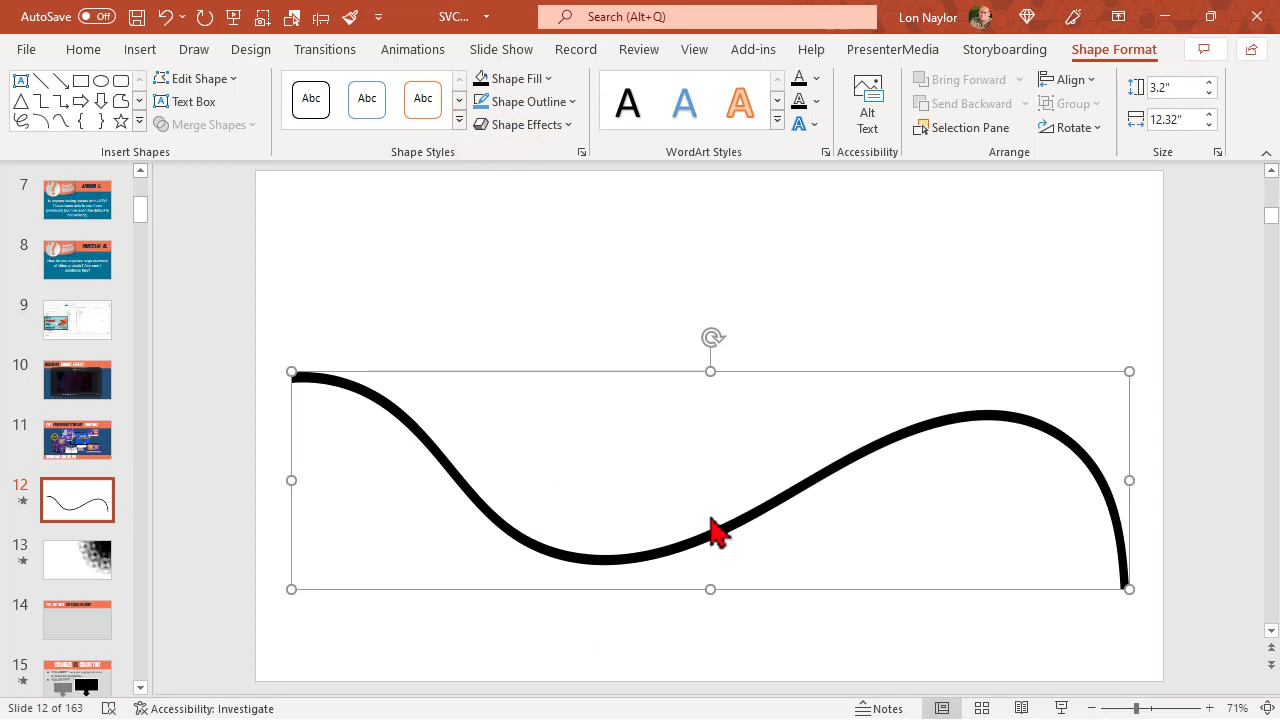 AutoSave Off SVC... Search (Alt+Q) Lon Naylor
File Home Insert Draw Design Transitions Animations Slide Show Record Review View Add-ins Help PresenterMedia Storyboarding Shape Format
Edit Shape
Text Box
Merge Shapes
Insert Shapes
Abc Abc Abc
Shape Fill
Shape Outline
Shape Effects
Shape Styles
A A A
WordArt Styles
Alt
Text
Accessibility
Bring Forward
Send Backward
Selection Pane
Align
Group
Rotate
Arrange
3.2"
12.32"
Size
7
8
9
10
11
12
14
15
COLORIZE VS COLOR TINT
Slide 12 of 163 Accessibility: Investigate Notes 71%